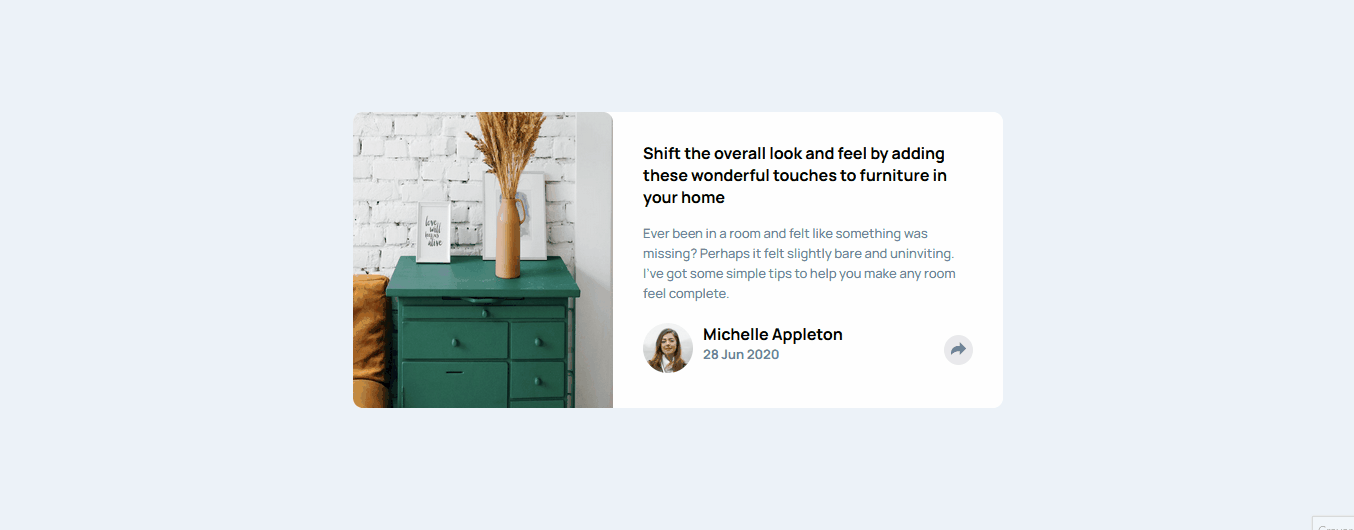 love
will
keep us
alive
Shift the overall look and feel by adding
these wonderful touches to furniture in
your home
Ever been in a room and felt like something was
missing? Perhaps it felt slightly bare and uninviting.
I've got some simple tips to help you make any room
feel complete.
Michelle Appleton
28 Jun 2020